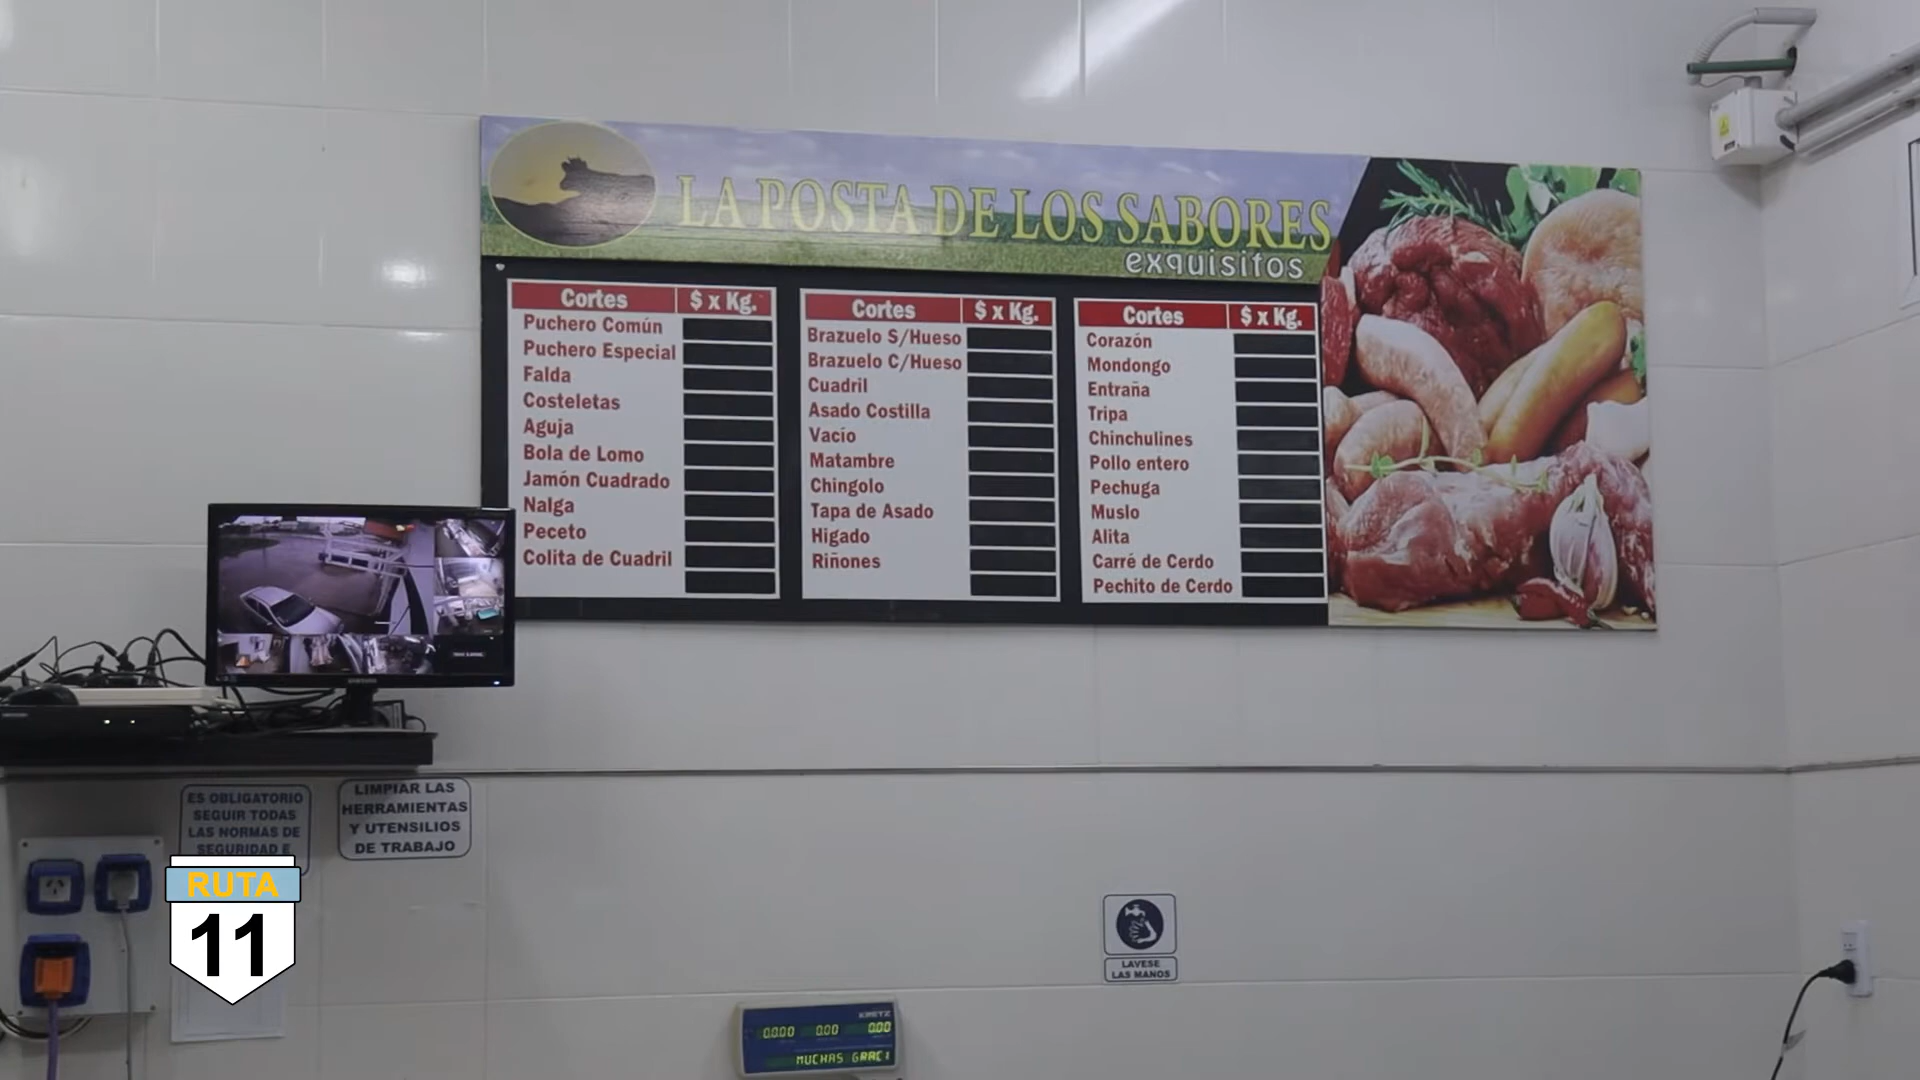 LA POSTA DE LOS SABORES
exquisitos
Cortes $ x Kg.
Puchero Común
Puchero Especial
Falda
Costeletas
Aguja
Bola de Lomo
Jamón Cuadrado
Nalga
Peceto
Colita de Cuadril
Cortes $ x Kg.
Brazuelo S/Hueso
Brazuelo C/Hueso
Cuadril
Asado Costilla
Vacío
Matambre
Chingolo
Tapa de Asado
Higado
Riñones
Cortes $ x Kg.
Corazón
Mondongo
Entraña
Tripa
Chinchulines
Pollo entero
Pechuga
Muslo
Alita
Carré de Cerdo
Pechito de Cerdo
SAMSUNG
ES OBLIGATORIO
SEGUIR TODAS
LAS NORMAS DE
SEGURIDAD E
LIMPIAR LAS
HERRAMIENTAS
Y UTENSILIOS
DE TRABAJO
RUTA
11
LAVESE
LAS MANOS
KRETZ
0.000 0.00 0.00
MUCHAS GRACI